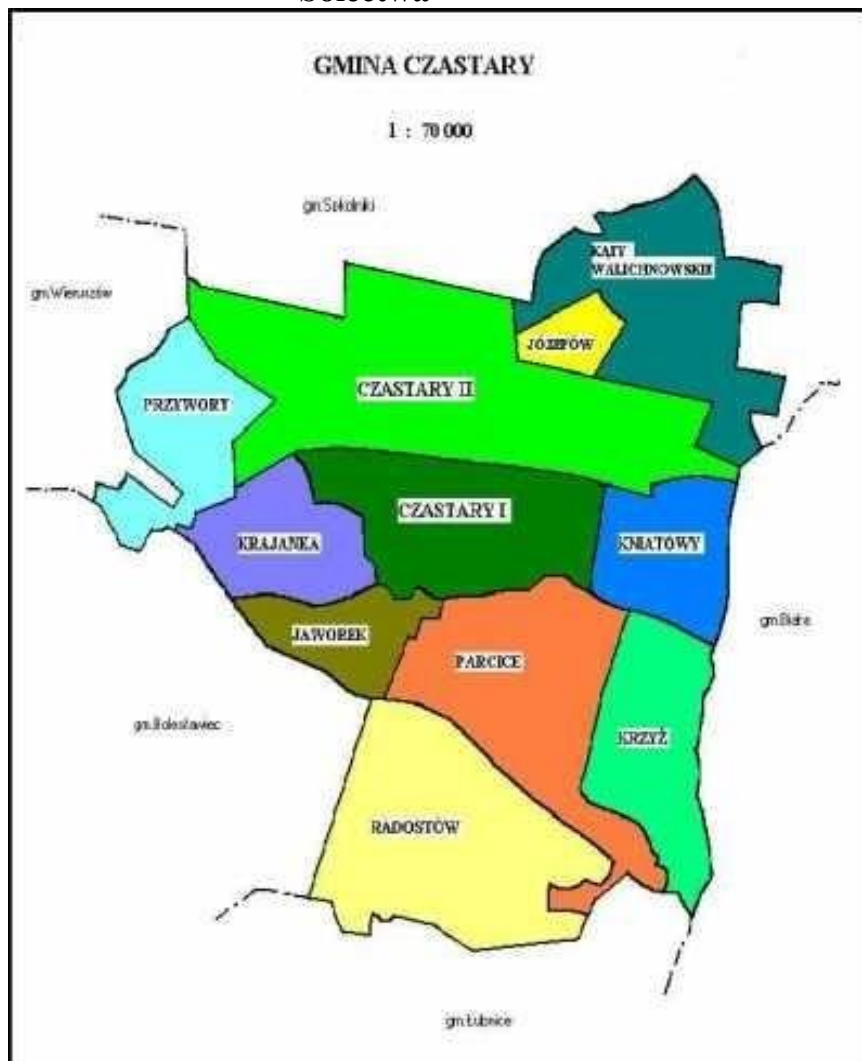 GMINA CZASTARY
1 : 70 000
gm.Sokolniki
KĄTY
WALICHNOWSKIE
gm.Wieruszów
JÓZEFÓW
CZASTARY II
PRZYWORY
CZASTARY I
KRAJANKA
KNIATOWY
gm.Biała
JAWOREK
PARCICE
gm.Bolesławiec
KRZYŻ
RADOSTÓW
gm.Łubnice